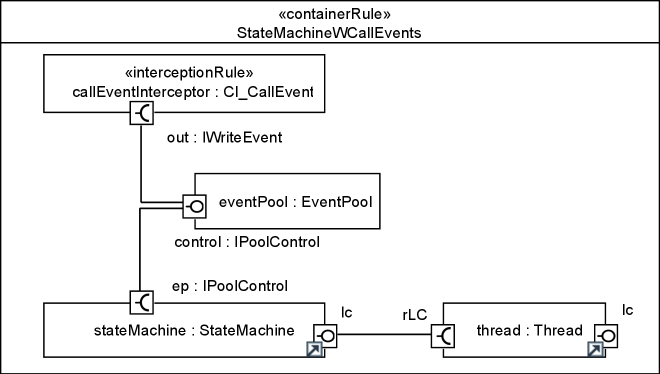 «containerRule»
StateMachineWCallEvents
«interceptionRule»
callEventInterceptor : CI_CallEvent
out : IWriteEvent
eventPool : EventPool
control : IPoolControl
ep : IPoolControl
stateMachine : StateMachine
lc
rLC
thread : Thread
lc